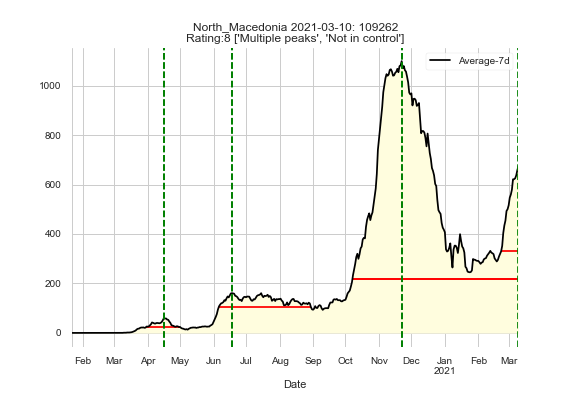 North_Macedonia 2021-03-10: 109262
Rating:8 ['Multiple peaks', 'Not in control']
Average-7d
1000
800
600
400
200
0
Feb Mar Apr May Jun Jul Aug Sep Oct Nov Dec Jan Feb Mar
2021
Date